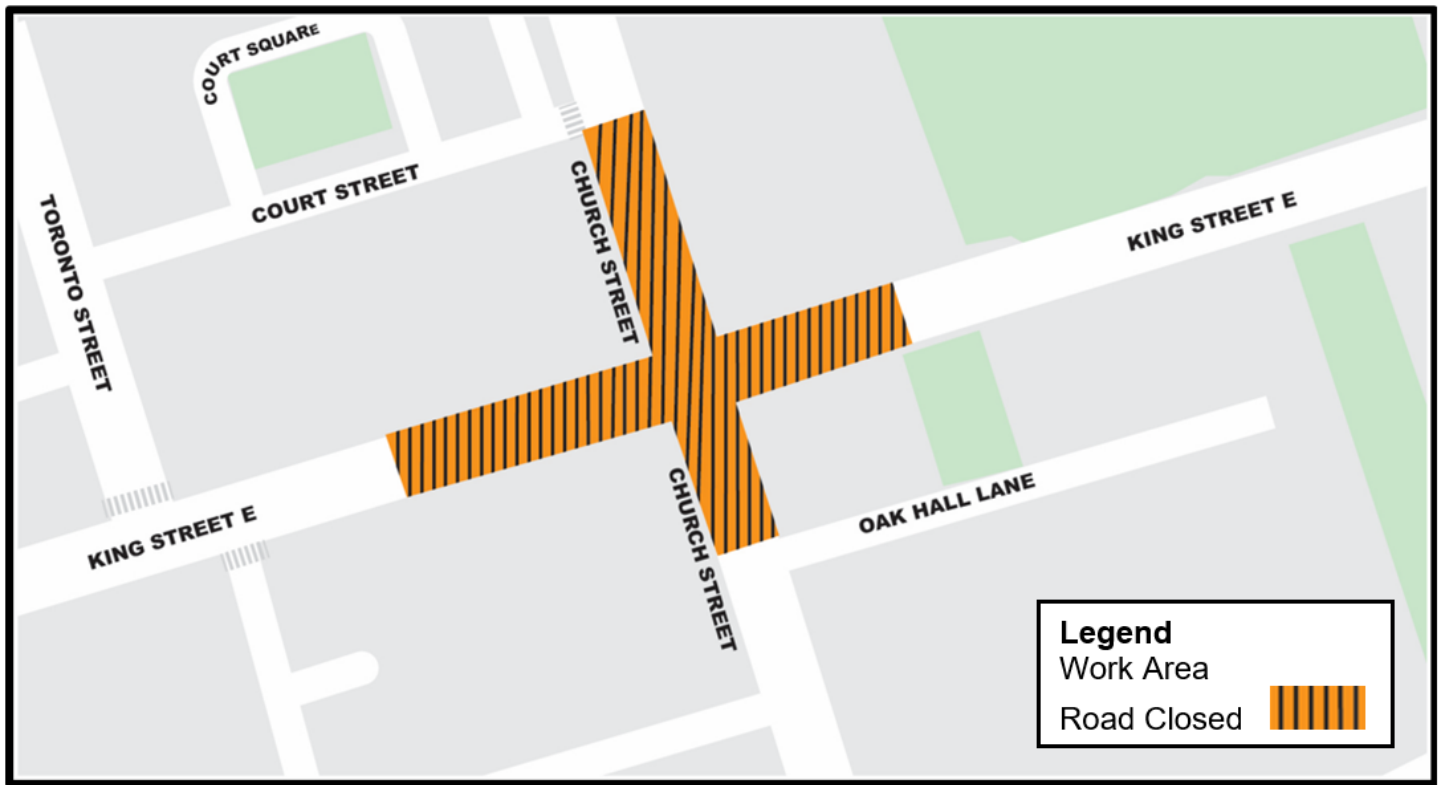 COURT SQUARE
COURT STREET
TORONTO STREET
CHURCH STREET
KING STREET E
KING STREET E
CHURCH STREET
OAK HALL LANE
Legend
Work Area
Road Closed